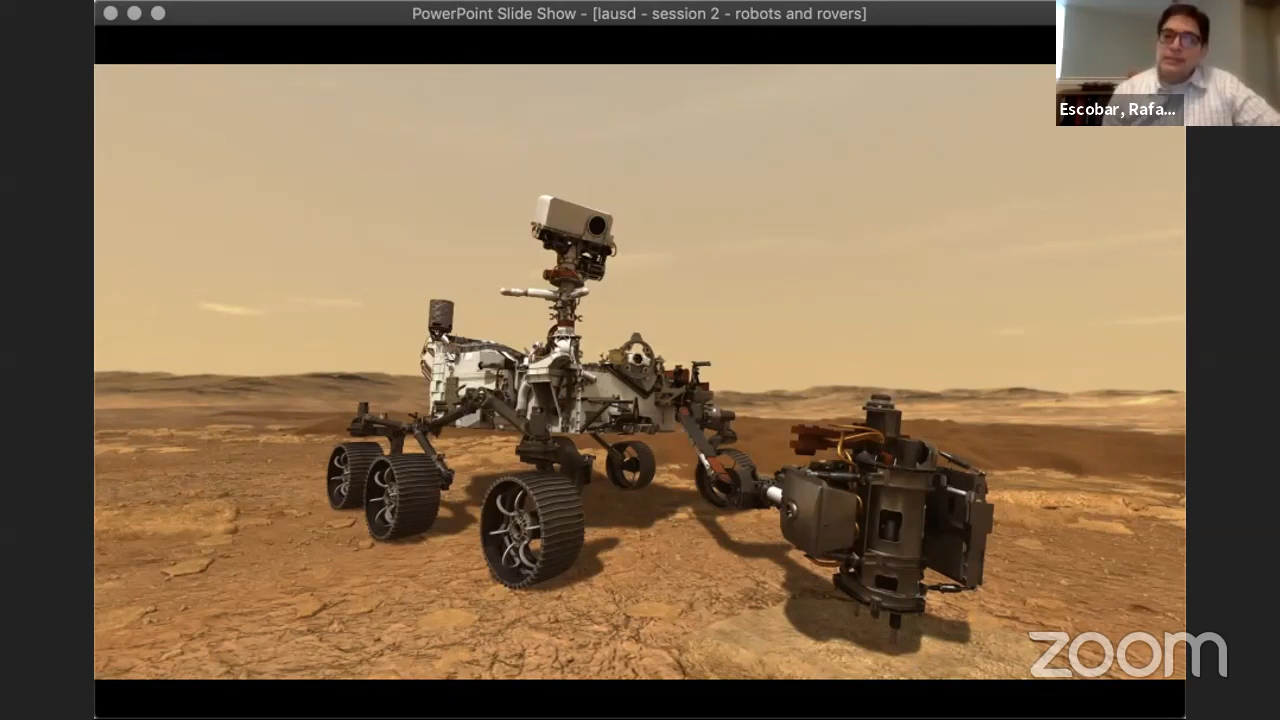 PowerPoint Slide Show - [lausd - session 2 - robots and rovers]
Escobar, Rafa...
zoom